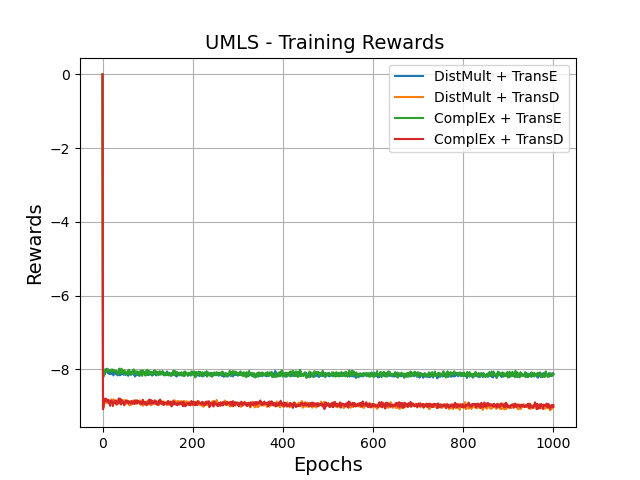 UMLS - Training Rewards
DistMult + TransE
DistMult + TransD
ComplEx + TransE
ComplEx + TransD
Rewards
0
−2
−4
−6
−8
0 200 400 600 800 1000
Epochs